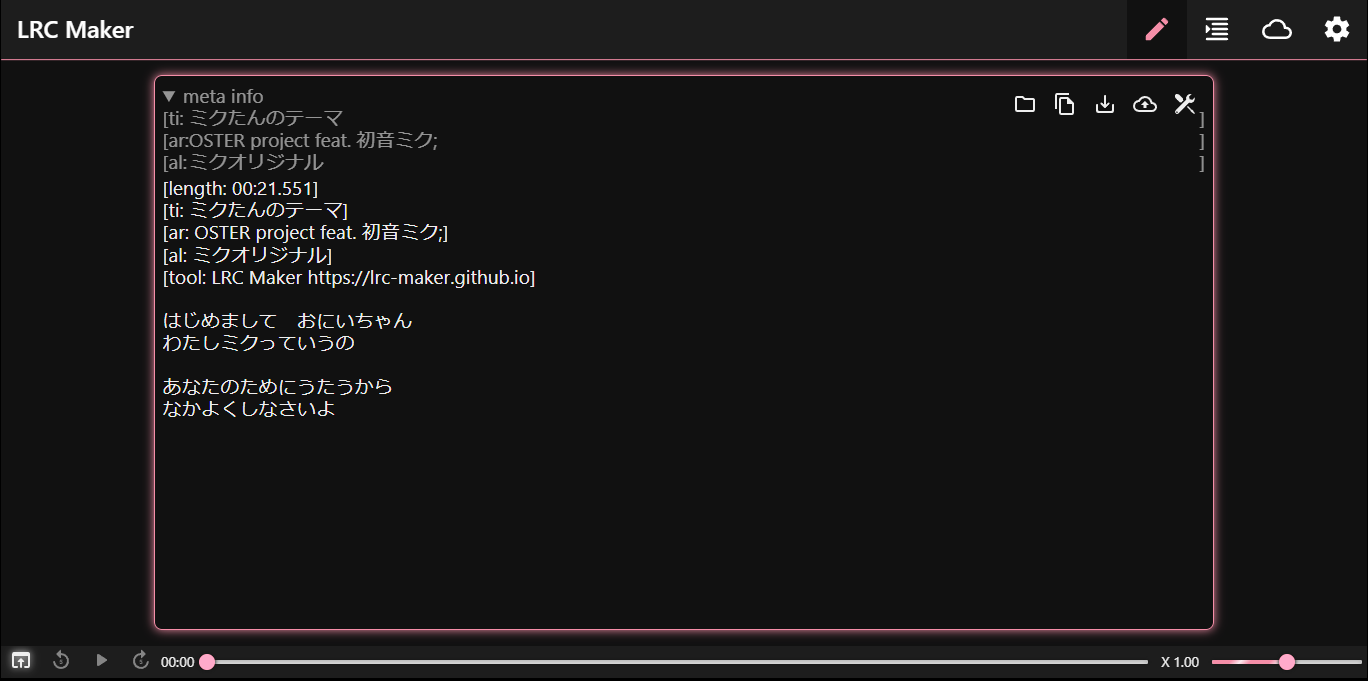 LRC Maker
▼ meta info
[ti: ミクたんのテーマ ]
[ar:OSTER project feat. 初音ミク; ]
[al:ミクオリジナル ]
[length: 00:21.551]
[ti: ミクたんのテーマ]
[ar: OSTER project feat. 初音ミク;]
[al: ミクオリジナル]
[tool: LRC Maker https://lrc-maker.github.io]
はじめまして　おにいちゃん
わたしミクっていうの
あなたのためにうたうから
なかよくしなさいよ
5 5 00:00 X 1.00